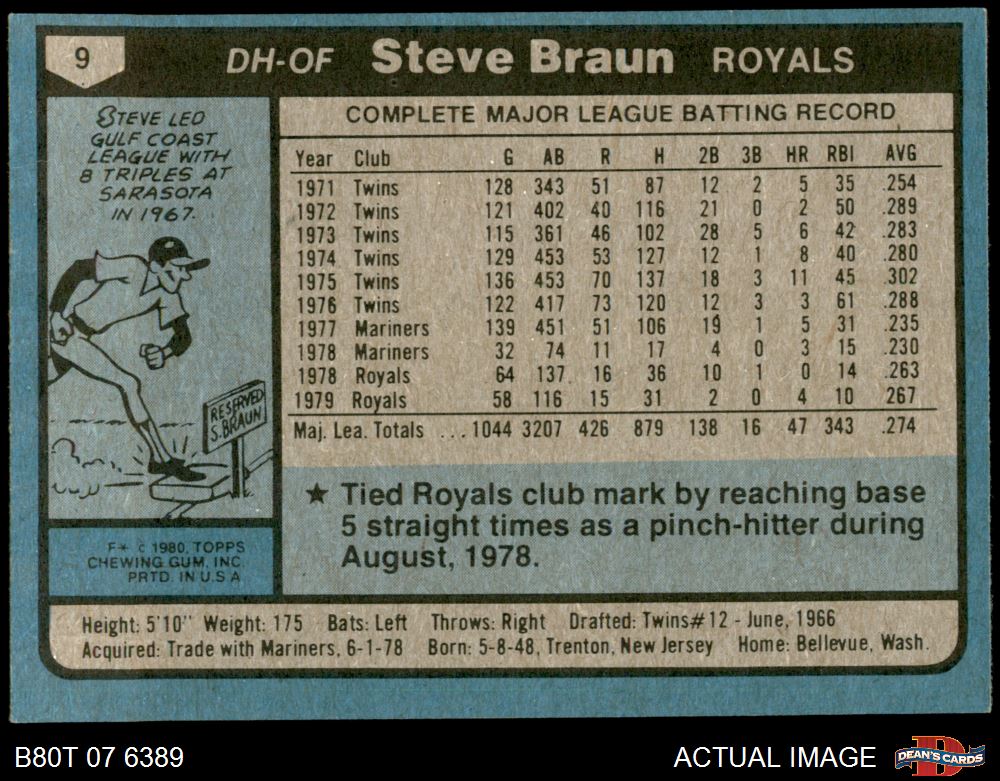 9 DH-OF Steve Braun ROYALS
STEVE LED
GULF COAST
LEAGUE WITH
8 TRIPLES AT
SARASOTA
IN 1967.
RESERVED
S. BRAUN
F* © 1980, TOPPS
CHEWING GUM, INC.
PRTD. IN U.S.A
COMPLETE MAJOR LEAGUE BATTING RECORD
Year Club G AB R H 2B 3B HR RBI AVG
1971 Twins 128 343 51 87 12 2 5 35 .254
1972 Twins 121 402 40 116 21 0 2 50 .289
1973 Twins 115 361 46 102 28 5 6 42 .283
1974 Twins 129 453 53 127 12 1 8 40 .280
1975 Twins 136 453 70 137 18 3 11 45 .302
1976 Twins 122 417 73 120 12 3 3 61 .288
1977 Mariners 139 451 51 106 19 1 5 31 .235
1978 Mariners 32 74 11 17 4 0 3 15 .230
1978 Royals 64 137 16 36 10 1 0 14 .263
1979 Royals 58 116 15 31 2 0 4 10 .267
Maj. Lea. Totals ...1044 3207 426 879 138 16 47 343 .274
★ Tied Royals club mark by reaching base
5 straight times as a pinch-hitter during
August, 1978.
Height: 5'10" Weight: 175 Bats: Left Throws: Right Drafted: Twins#12 - June, 1966
Acquired: Trade with Mariners, 6-1-78 Born: 5-8-48, Trenton, New Jersey Home: Bellevue, Wash.
B80T 07 6389 ACTUAL IMAGE D DEAN'S CARDS